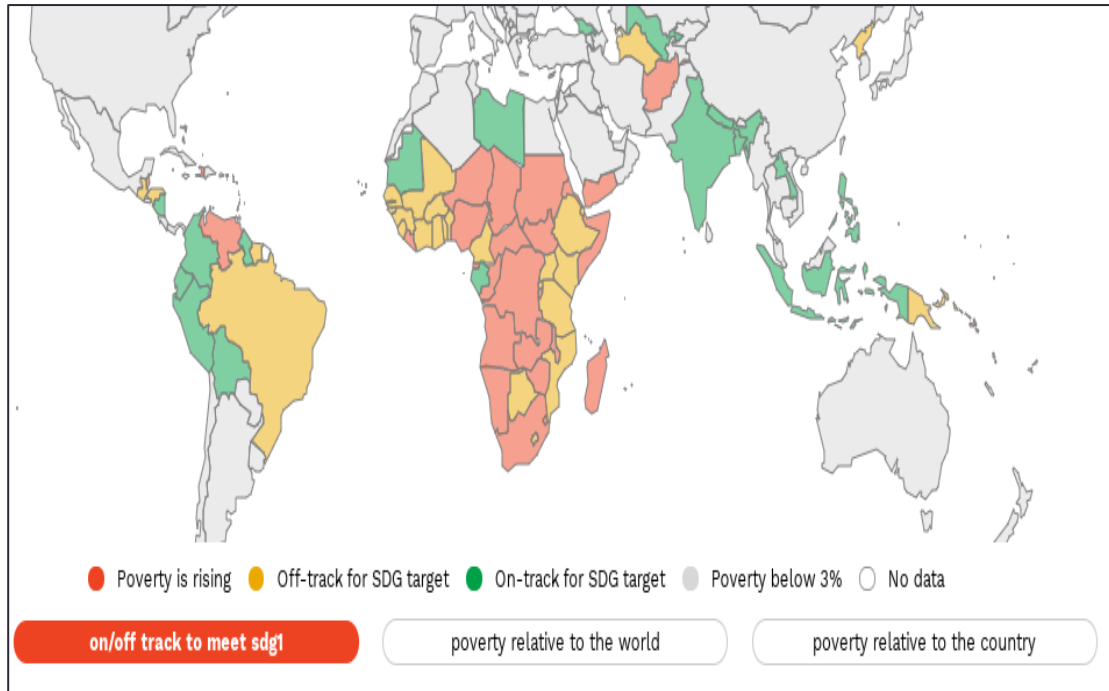 Poverty is rising Off-track for SDG target On-track for SDG target Poverty below 3% No data
on/off track to meet sdg1 poverty relative to the world poverty relative to the country